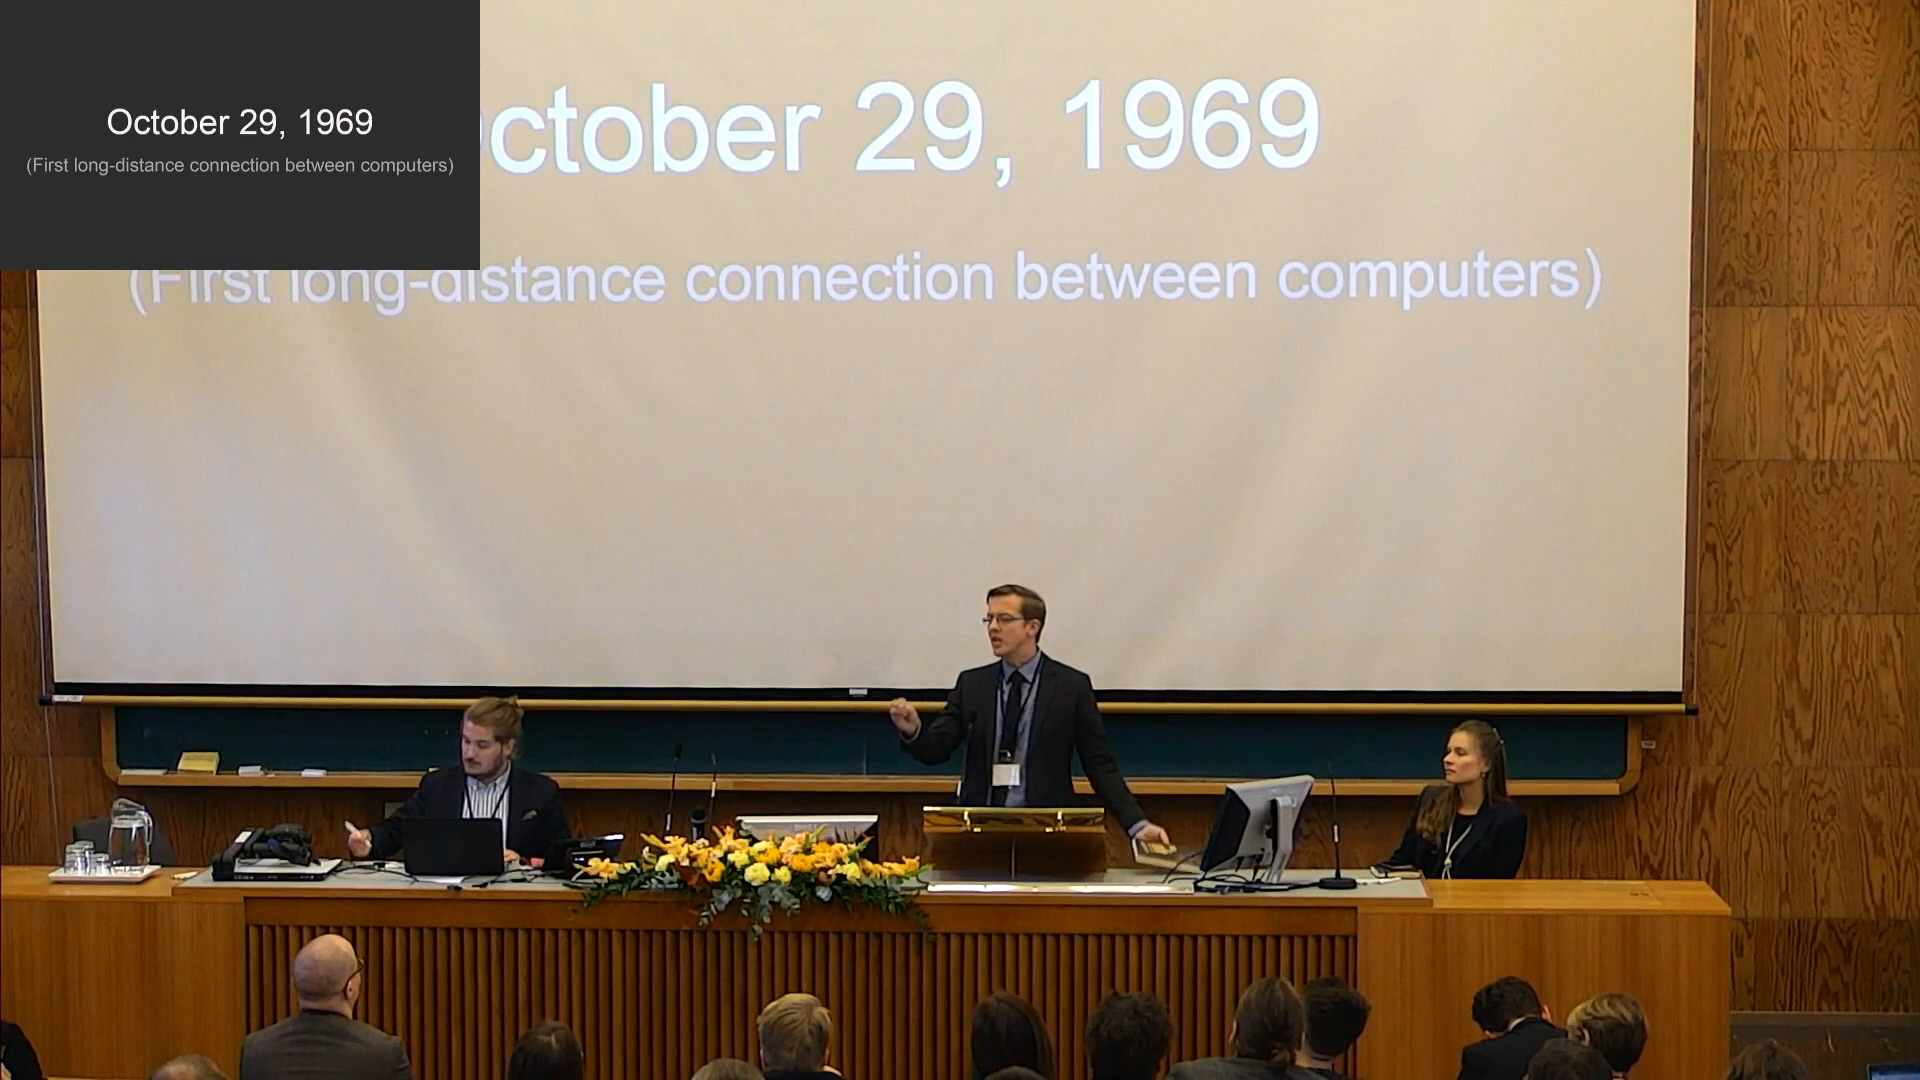 October 29, 1969
(First long-distance connection between computers)
ctober 29, 1969
(First long-distance connection between computers)